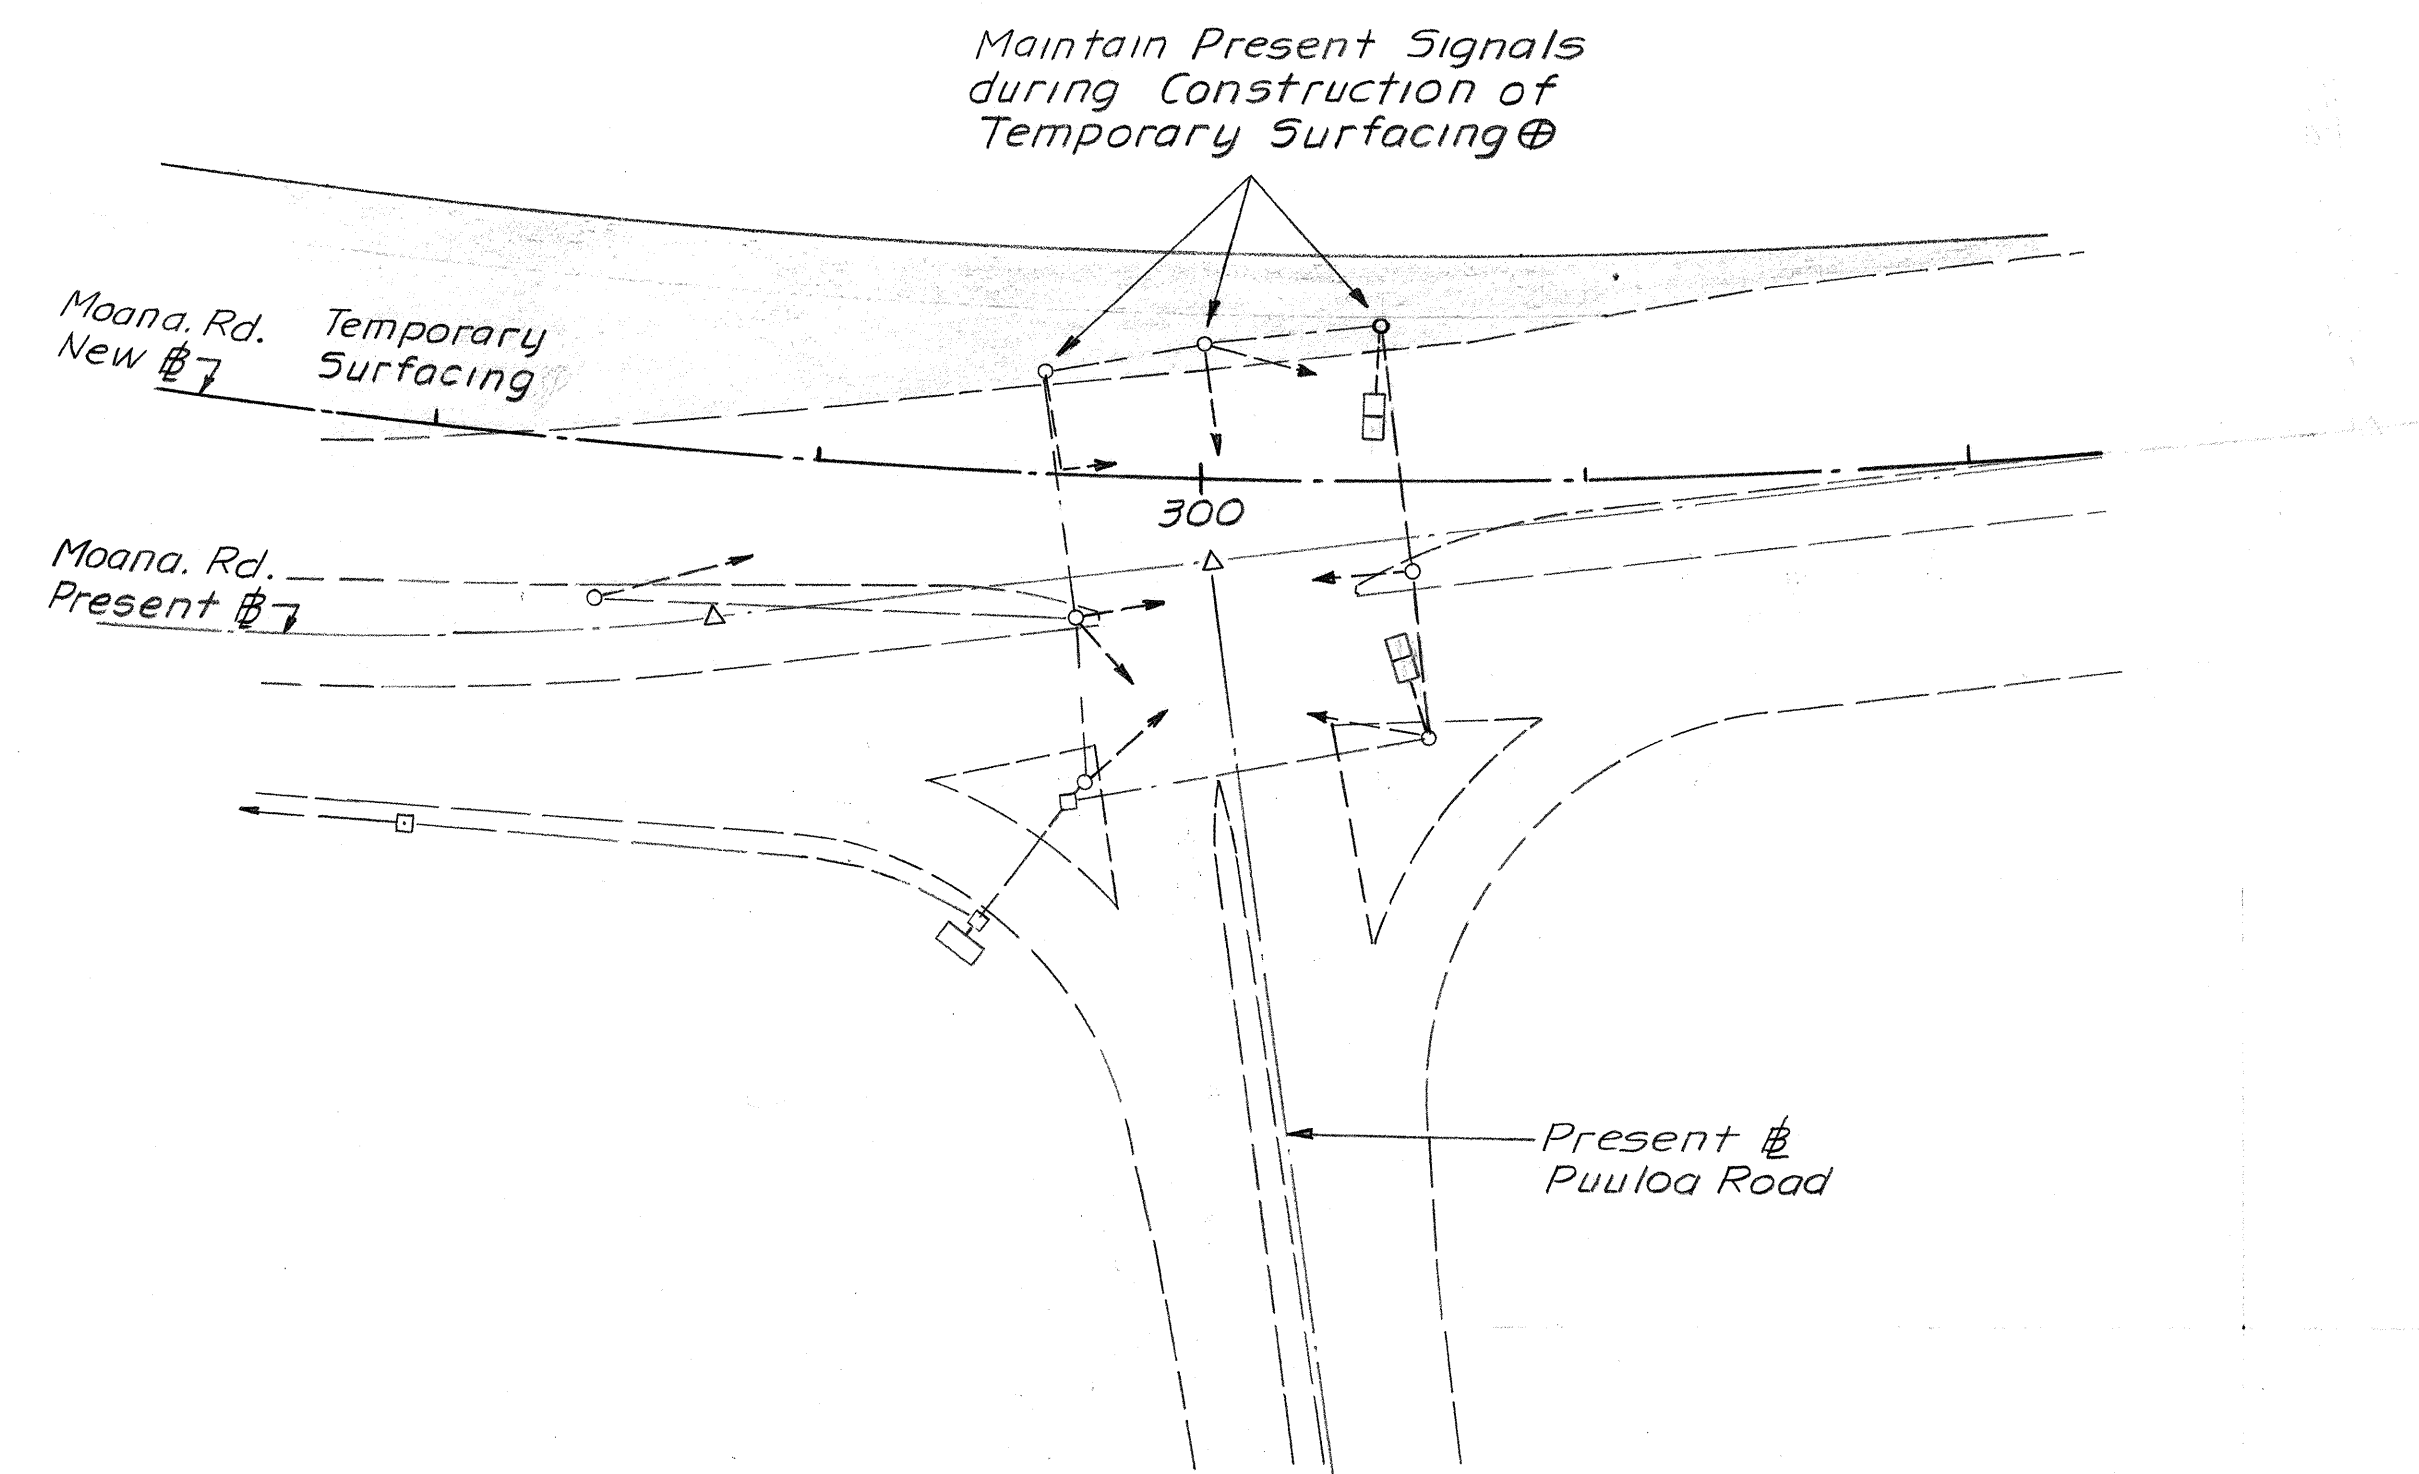 Maintain Present Signals
during Construction of
Temporary Surfacing ⊕
Moana. Rd.
New ⅊
Temporary
Surfacing
300
Moana. Rd.
Present ⅊
Present ⅊
Puuloa Road